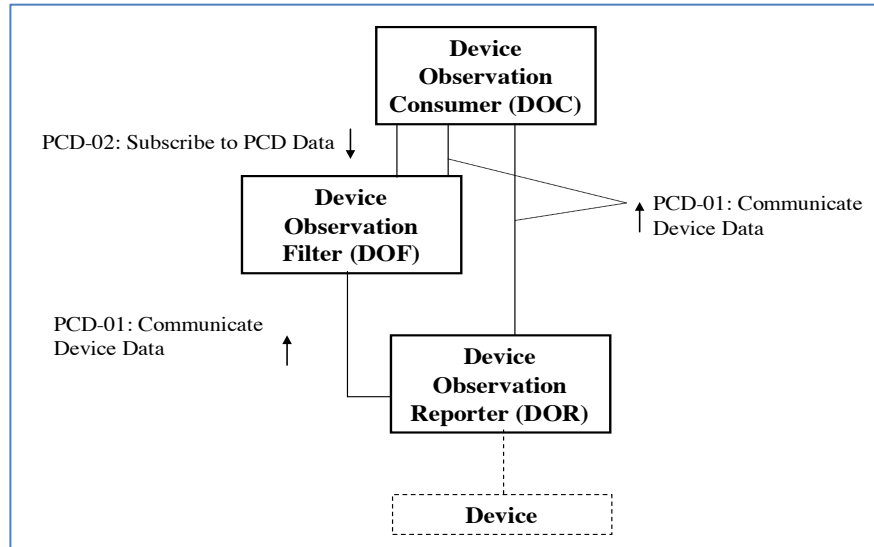 Device
Observation
Consumer (DOC)
PCD-02: Subscribe to PCD Data
Device
Observation
Filter (DOF)
PCD-01: Communicate
Device Data
PCD-01: Communicate
Device Data
Device
Observation
Reporter (DOR)
Device